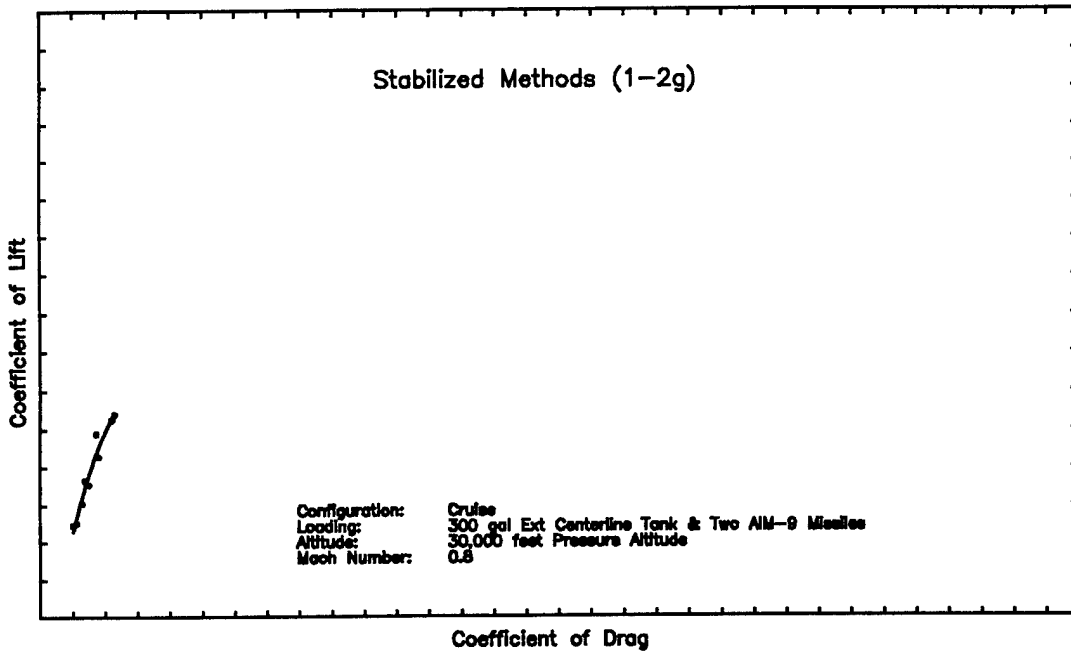 Stabilized Methods (1-2g)
Coefficient of Lift
Configuration: Cruise
Loading: 300 gal Ext Centerline Tank & Two AIM-9 Missiles
Altitude: 30,000 feet Pressure Altitude
Mach Number: 0.8
Coefficient of Drag